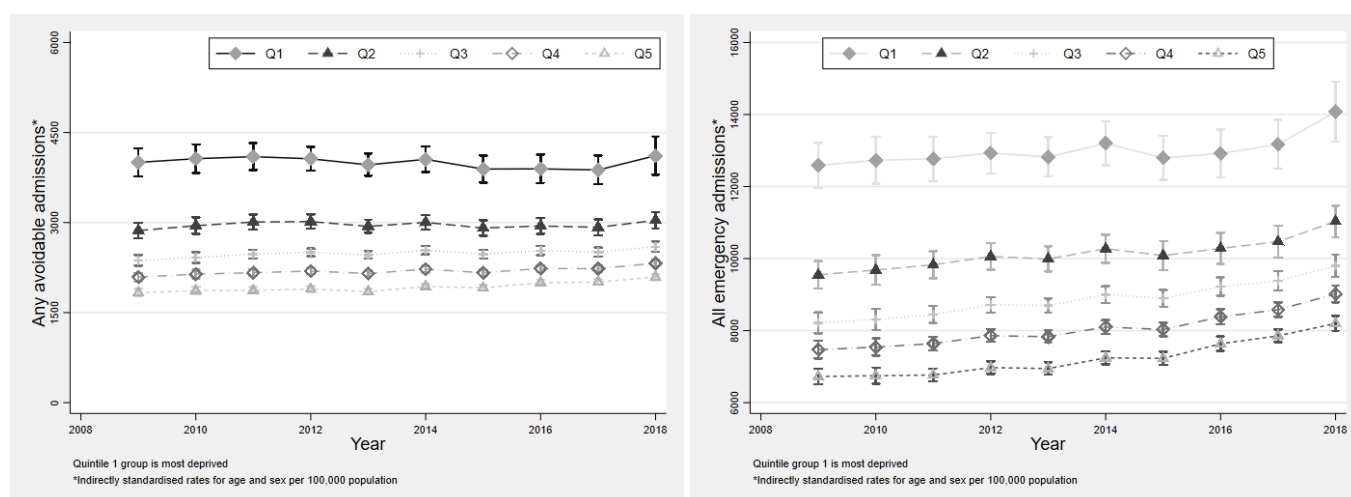 Q1 Q2 Q3 Q4 Q5
Any avoidable admissions*
6000
4500
3000
1500
0
2008 2010 2012 2014 2016 2018
Year
Quintile 1 group is most deprived
*Indirectly standardised rates for age and sex per 100,000 population
Q1 Q2 Q3 Q4 Q5
All emergency admissions*
16000
14000
12000
10000
8000
6000
2008 2010 2012 2014 2016 2018
Year
Quintile group 1 is most deprived
*Indirectly standardised rates for age and sex per 100,000 population